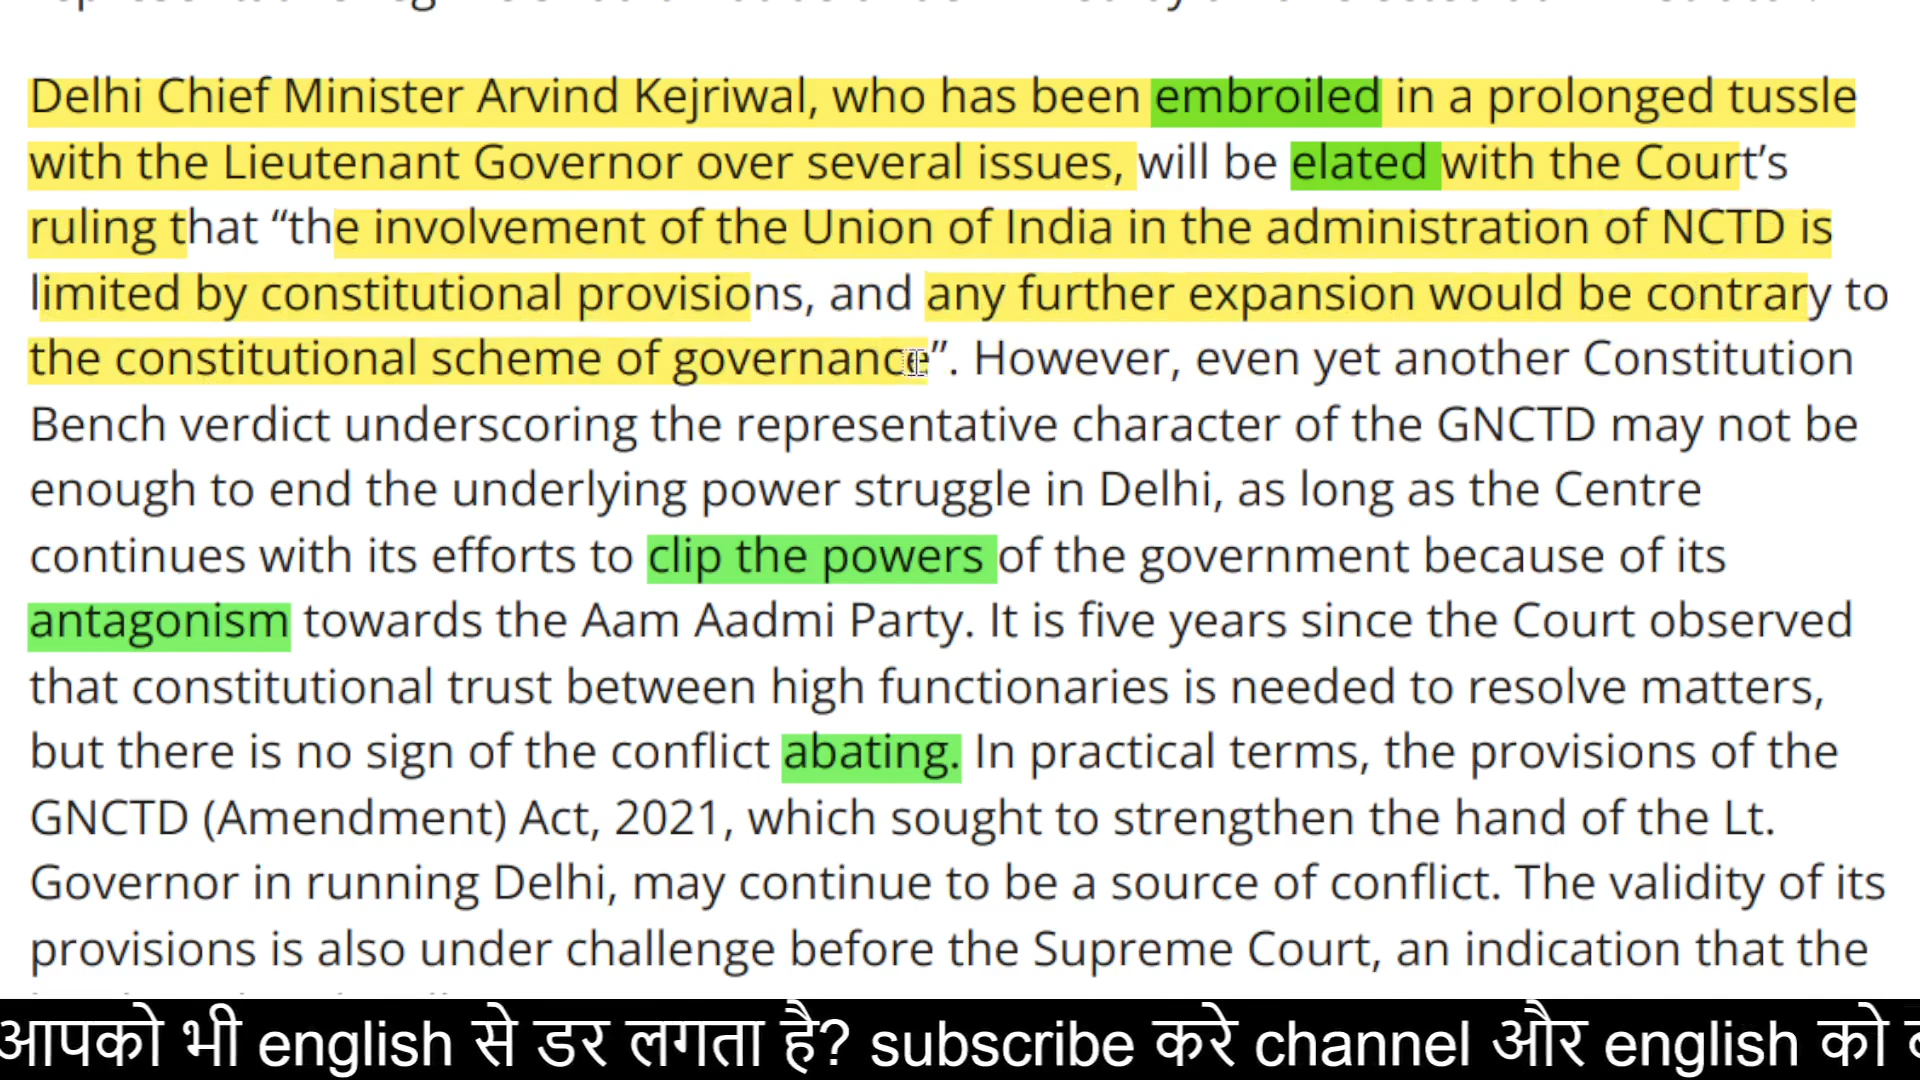 Delhi Chief Minister Arvind Kejriwal, who has been embroiled in a prolonged tussle
with the Lieutenant Governor over several issues, will be elated with the Court’s
ruling that “the involvement of the Union of India in the administration of NCTD is
limited by constitutional provisions, and any further expansion would be contrary to
the constitutional scheme of governance”. However, even yet another Constitution
Bench verdict underscoring the representative character of the GNCTD may not be
enough to end the underlying power struggle in Delhi, as long as the Centre
continues with its efforts to clip the powers of the government because of its
antagonism towards the Aam Aadmi Party. It is five years since the Court observed
that constitutional trust between high functionaries is needed to resolve matters,
but there is no sign of the conflict abating. In practical terms, the provisions of the
GNCTD (Amendment) Act, 2021, which sought to strengthen the hand of the Lt.
Governor in running Delhi, may continue to be a source of conflict. The validity of its
provisions is also under challenge before the Supreme Court, an indication that the
आपको भी english से डर लगता है? subscribe करे channel और english को